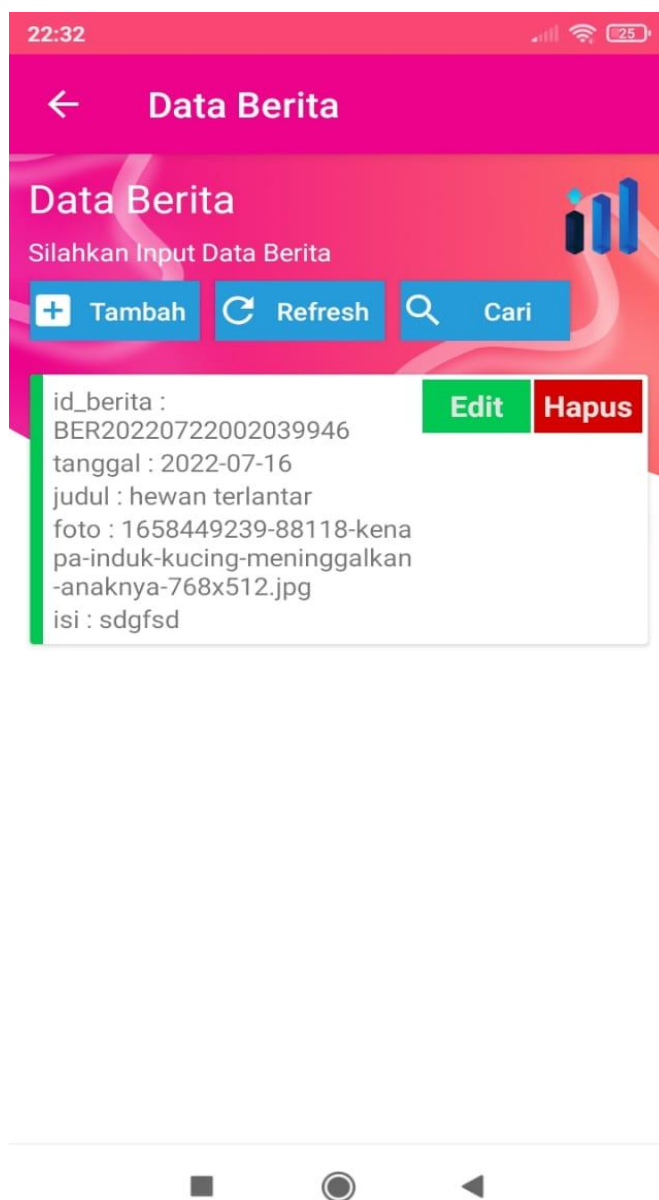 22:32
25
Data Berita
Data Berita
Silahkan Input Data Berita
Tambah Refresh Cari
id_berita :
BER20220722002039946
Edit Hapus
tanggal : 2022-07-16
judul : hewan terlantar
foto : 1658449239-88118-kena
pa-induk-kucing-meninggalkan
-anaknya-768x512.jpg
isi : sdgfsd